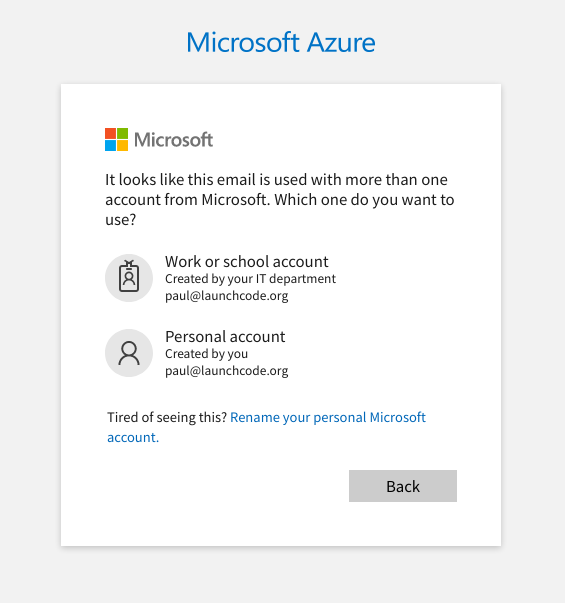 Microsoft Azure
Microsoft
It looks like this email is used with more than one
account from Microsoft. Which one do you want to
use?
Work or school account
Created by your IT department
paul@launchcode.org
Personal account
Created by you
paul@launchcode.org
Tired of seeing this? Rename your personal Microsoft
account.
Back